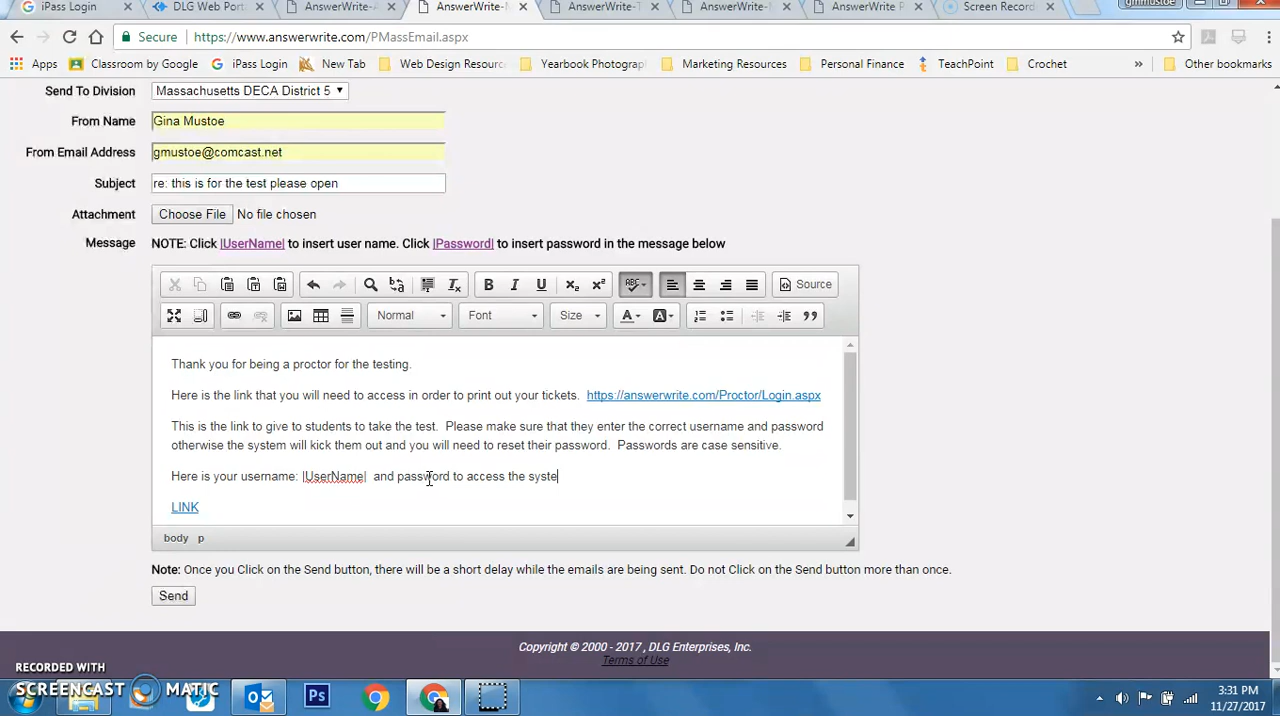 iPass Login
DLG Web Port
AnswerWrite-A
AnswerWrite-M
AnswerWrite-T
AnswerWrite-
AnswerWrite P
Screen Record
gmmustoe
Secure https://www.answerwrite.com/PMassEmail.aspx
Apps Classroom by Google iPass Login New Tab Web Design Resource Yearbook Photograp Marketing Resources Personal Finance TeachPoint Crochet » Other bookmarks
Send To Division Massachusetts DECA District 5
From Name Gina Mustoe
From Email Address gmustoe@comcast.net
Subject re: this is for the test please open
Attachment Choose File No file chosen
Message NOTE: Click |UserName| to insert user name. Click |Password| to insert password in the message below
B I U x₂ x² ABC Source
Normal Font Size A A
Thank you for being a proctor for the testing.
Here is the link that you will need to access in order to print out your tickets. https://answerwrite.com/Proctor/Login.aspx
This is the link to give to students to take the test. Please make sure that they enter the correct username and password
otherwise the system will kick them out and you will need to reset their password. Passwords are case sensitive.
Here is your username: |UserName| and password to access the syste
LINK
body p
Note: Once you Click on the Send button, there will be a short delay while the emails are being sent. Do not Click on the Send button more than once.
Send
Copyright © 2000 - 2017 , DLG Enterprises, Inc.
Terms of Use
RECORDED WITH
SCREENCAST MATIC
Ps
3:31 PM
11/27/2017